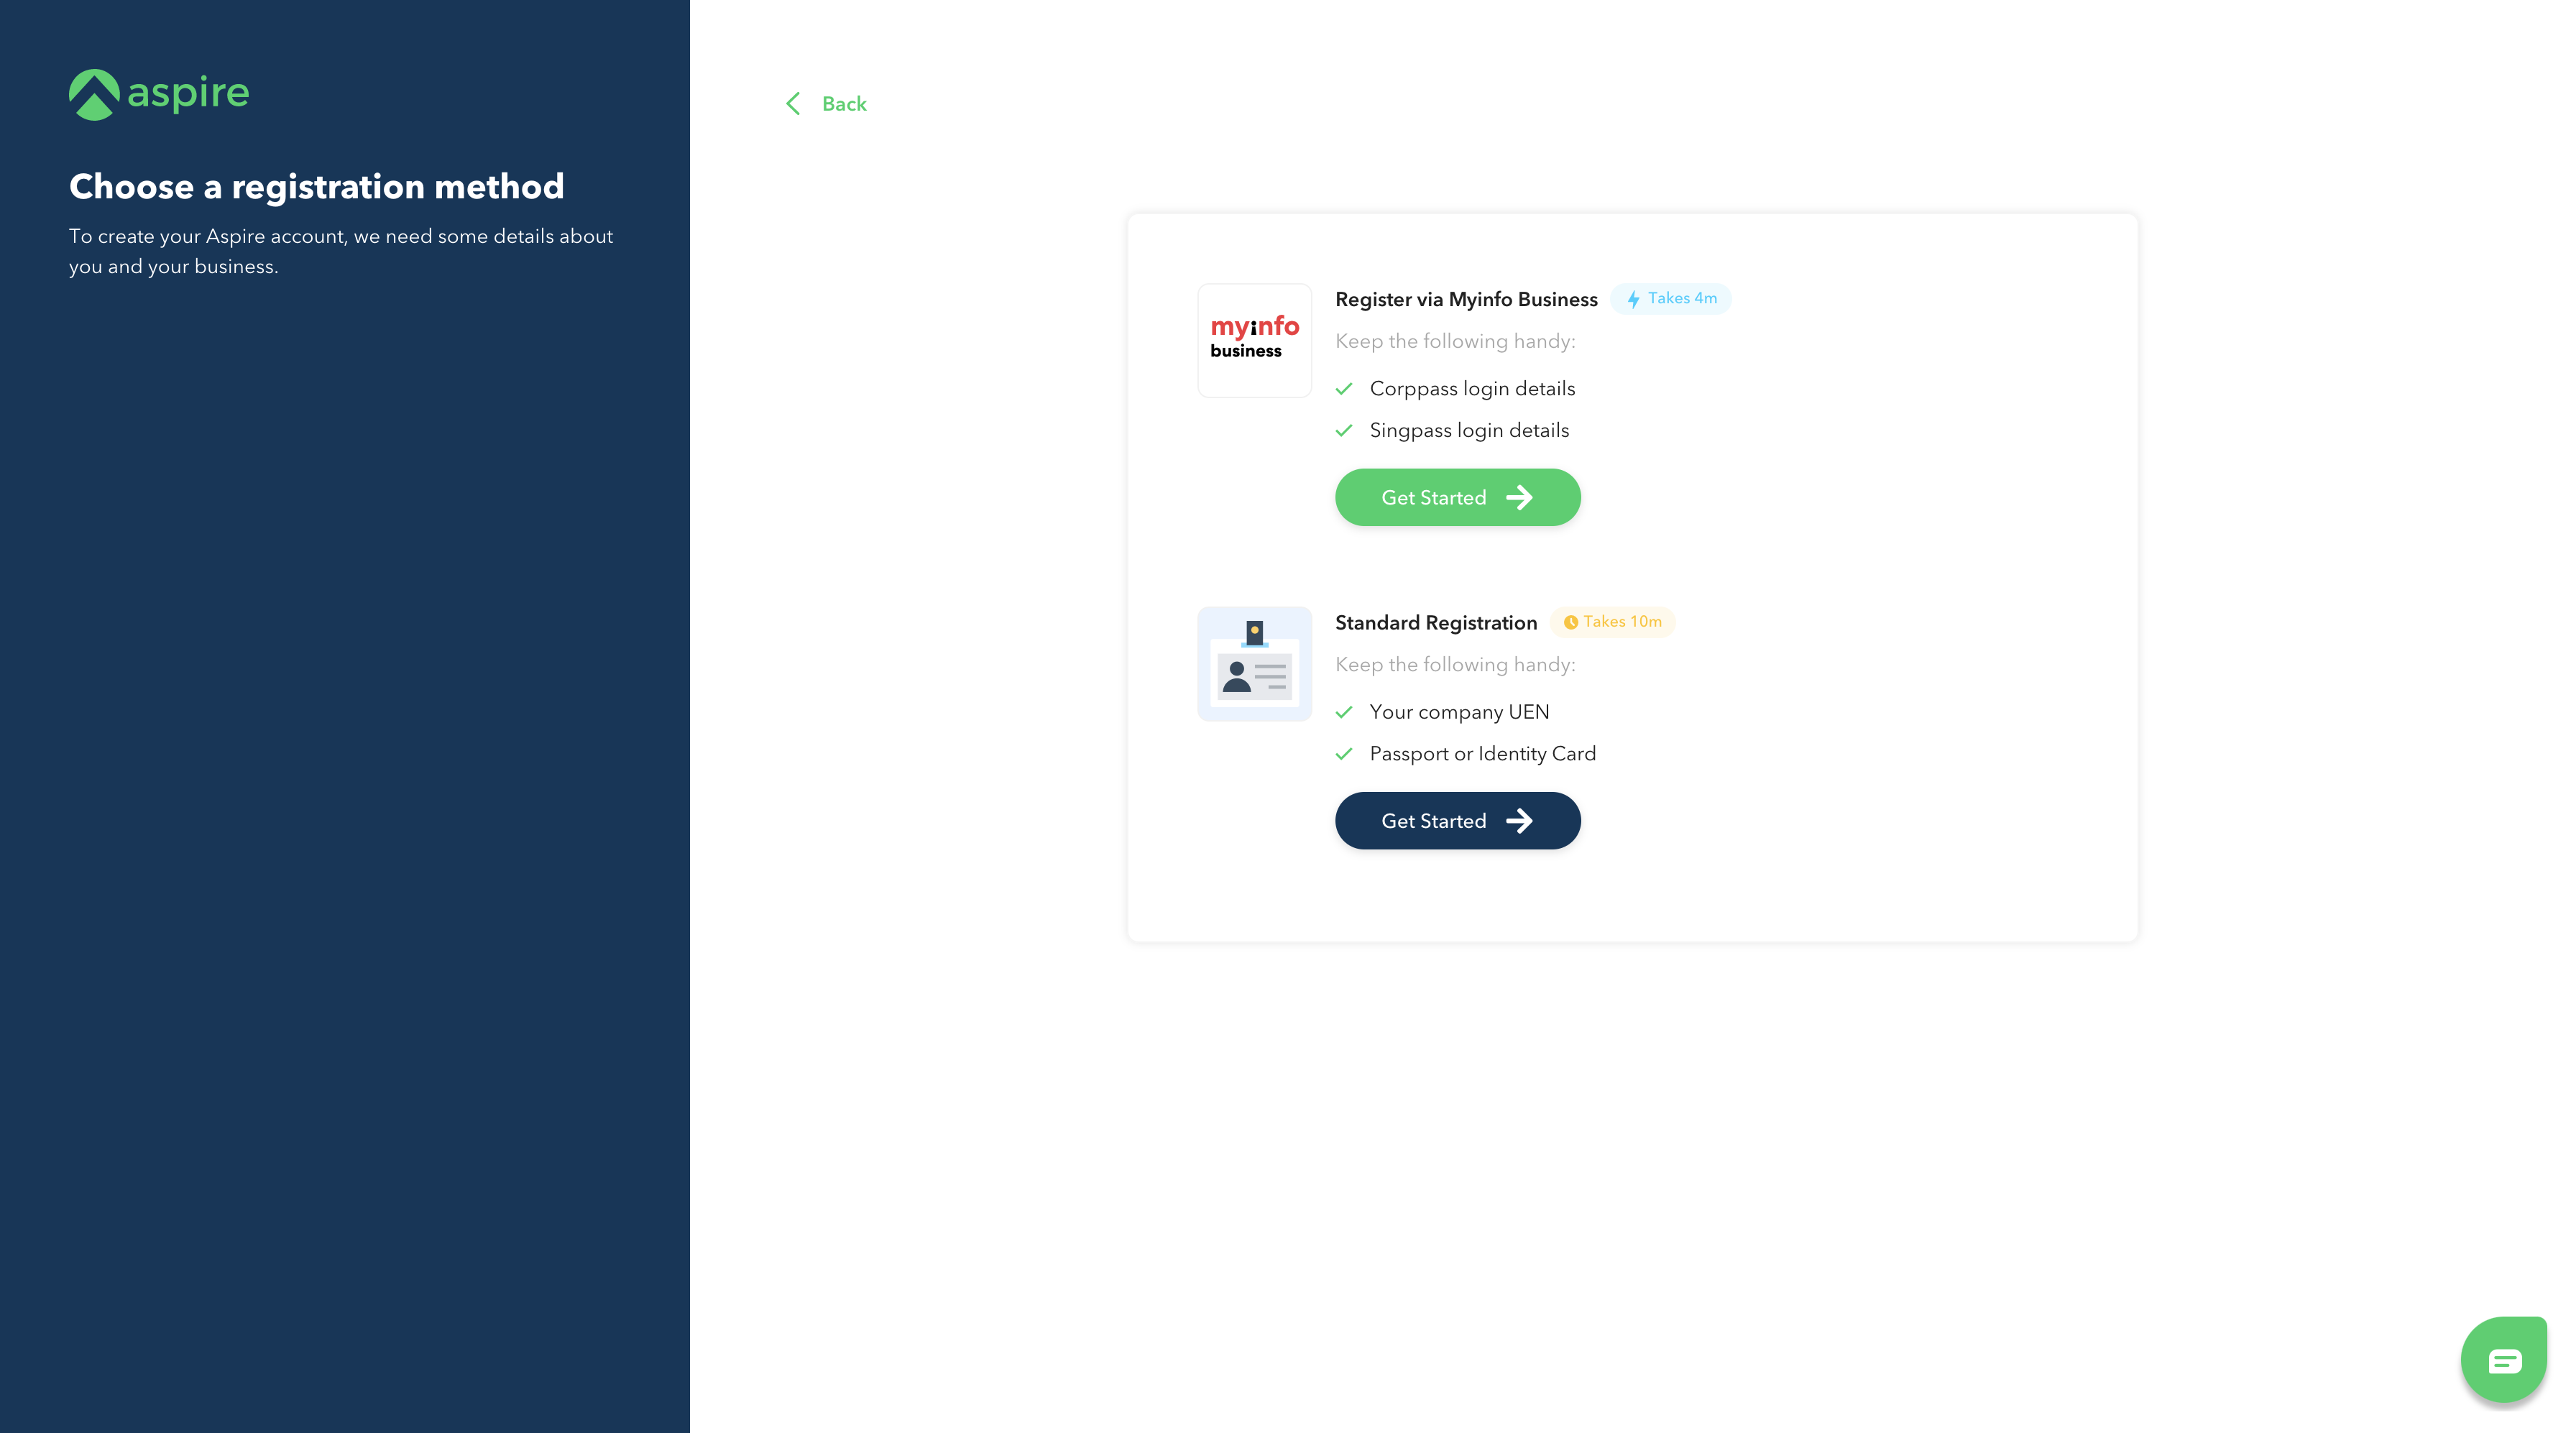 aspire
Choose a registration method
To create your Aspire account, we need some details about
you and your business.
Back
myinfo
business
Register via Myinfo Business
Takes 4m
Keep the following handy:
Corppass login details
Singpass login details
Get Started
Standard Registration
Takes 10m
Keep the following handy:
Your company UEN
Passport or Identity Card
Get Started